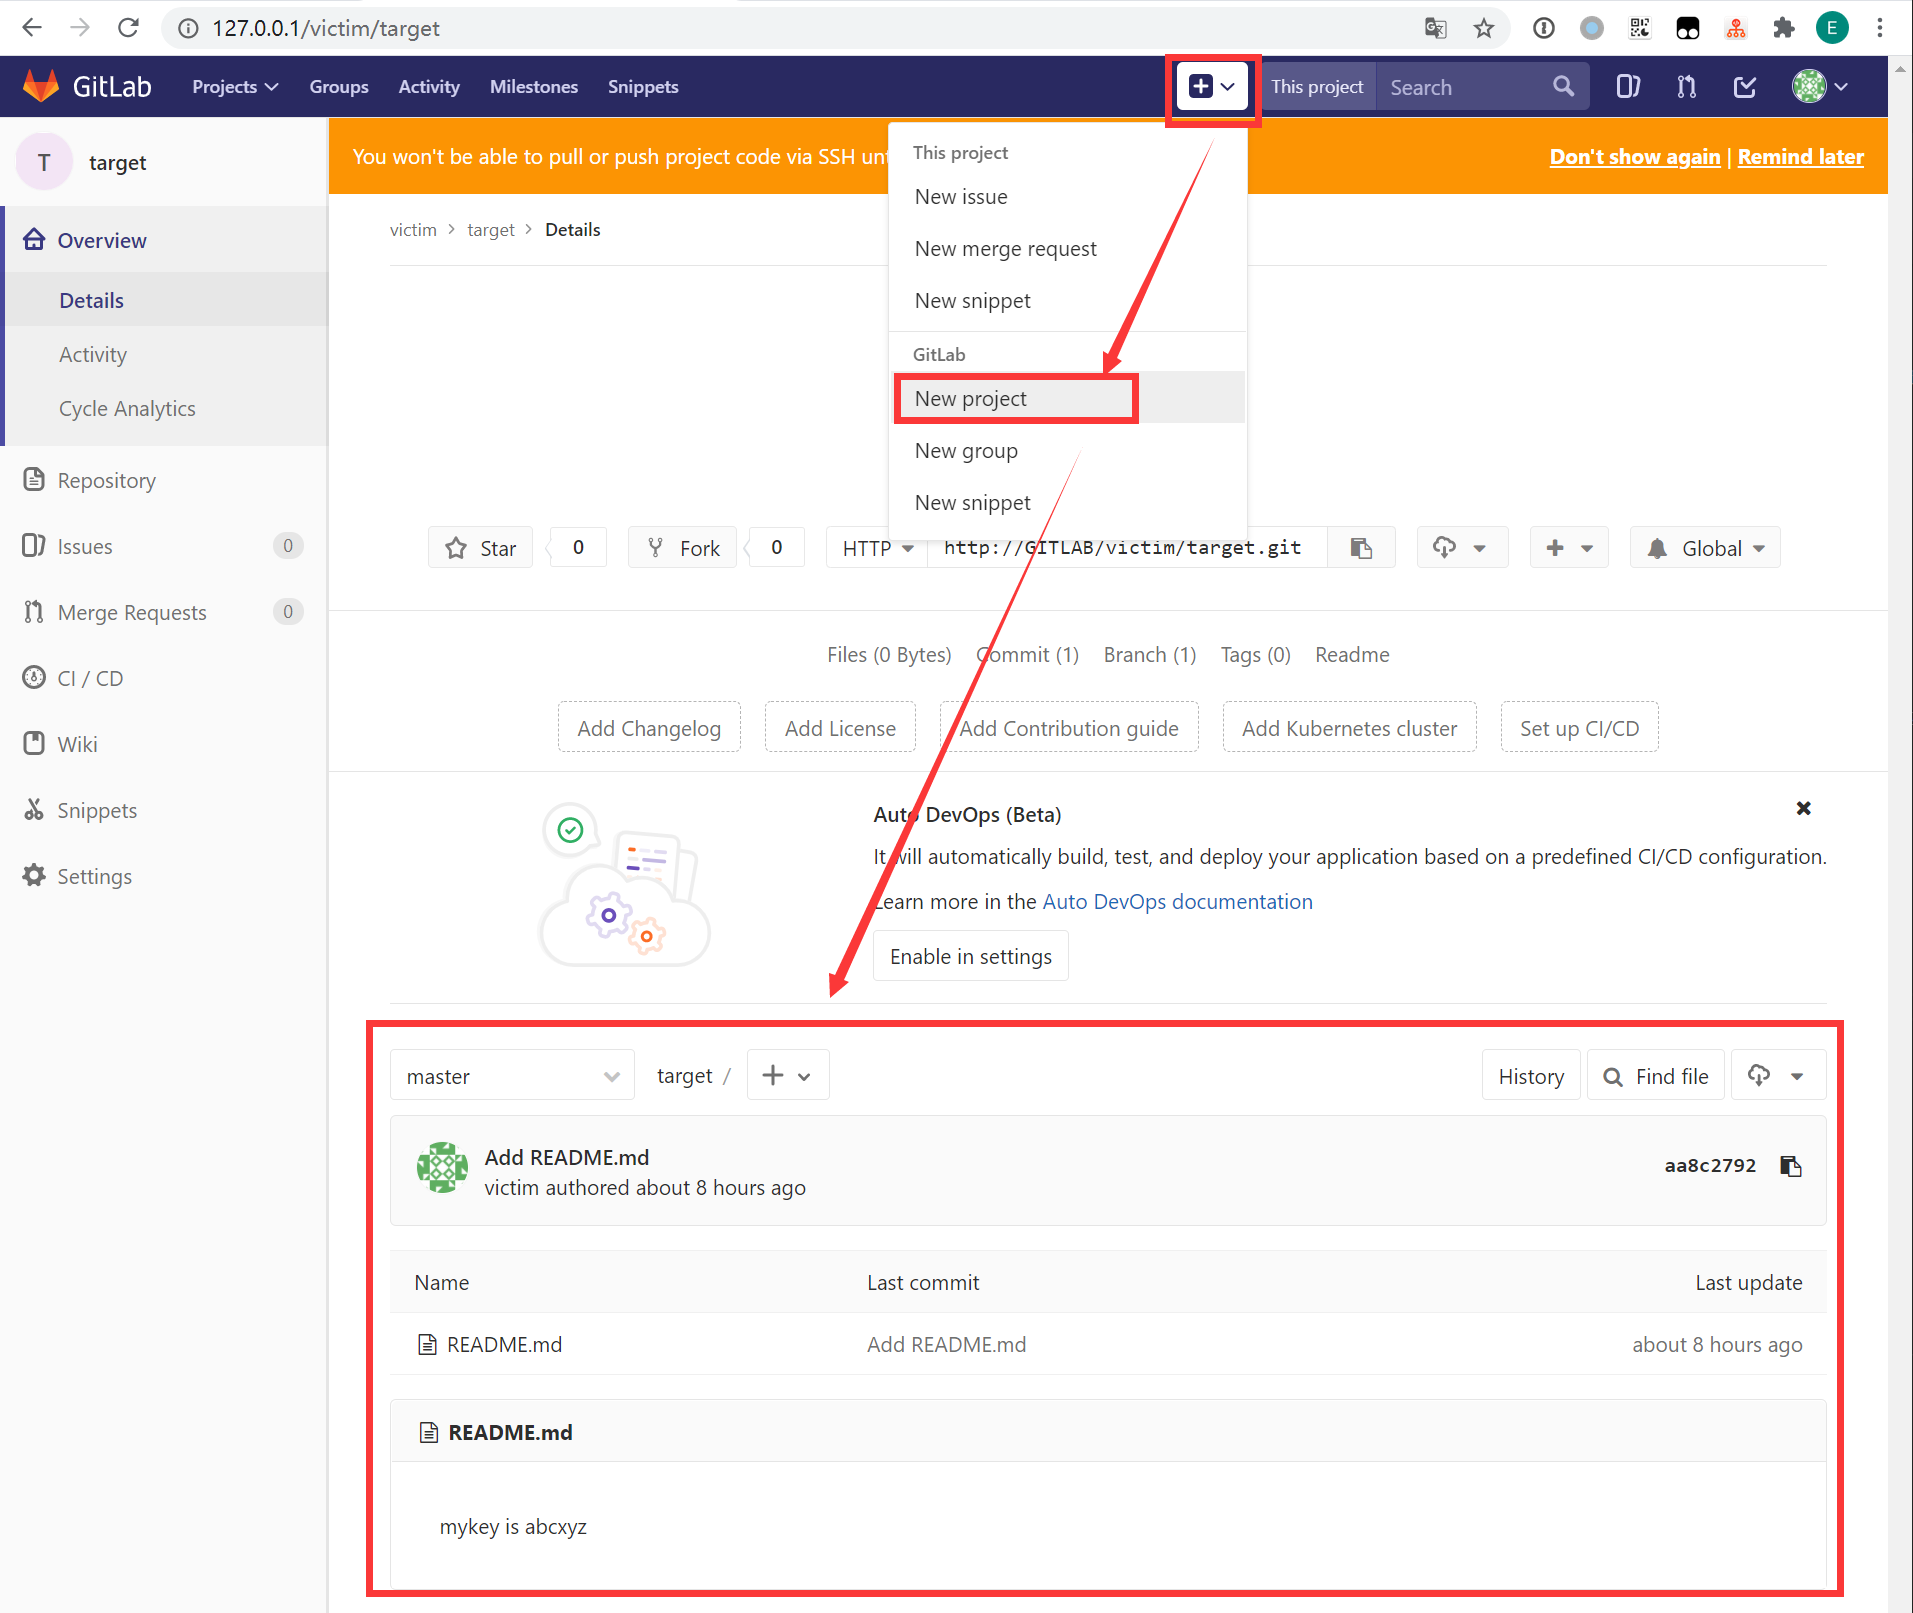 127.0.0.1/victim/target
E
GitLab
Projects
Groups
Activity
Milestones
Snippets
This project
Search
T
target
You won't be able to pull or push project code via SSH
Don't show again | Remind later
This project
New issue
New merge request
New snippet
GitLab
New project
New group
New snippet
victim > target > Details
Overview
Details
Activity
Cycle Analytics
Repository
Issues 0
Merge Requests 0
CI / CD
Wiki
Snippets
Settings
Star 0
Fork 0
HTTP
http://GITLAB/victim/target.git
Global
Files (0 Bytes) Commit (1) Branch (1) Tags (0) Readme
Add Changelog
Add License
Add Contribution guide
Add Kubernetes cluster
Set up CI/CD
Auto DevOps (Beta)
It will automatically build, test, and deploy your application based on a predefined CI/CD configuration.
Learn more in the Auto DevOps documentation
Enable in settings
master
target /
History
Find file
Add README.md
victim authored about 8 hours ago
aa8c2792
Name Last commit Last update
README.md Add README.md about 8 hours ago
README.md
mykey is abcxyz